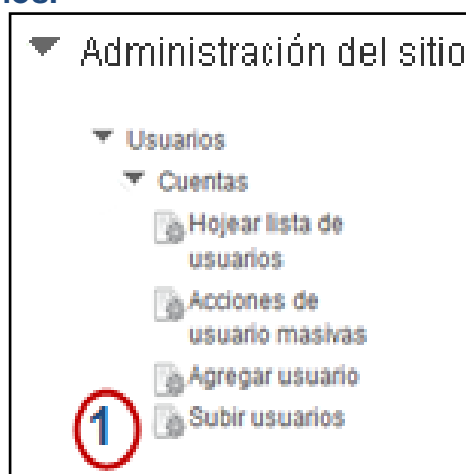 Administración del sitio
Usuarios
Cuentas
Hojear lista de
usuarios
Acciones de
usuario masivas
Agregar usuario
1 Subir usuarios